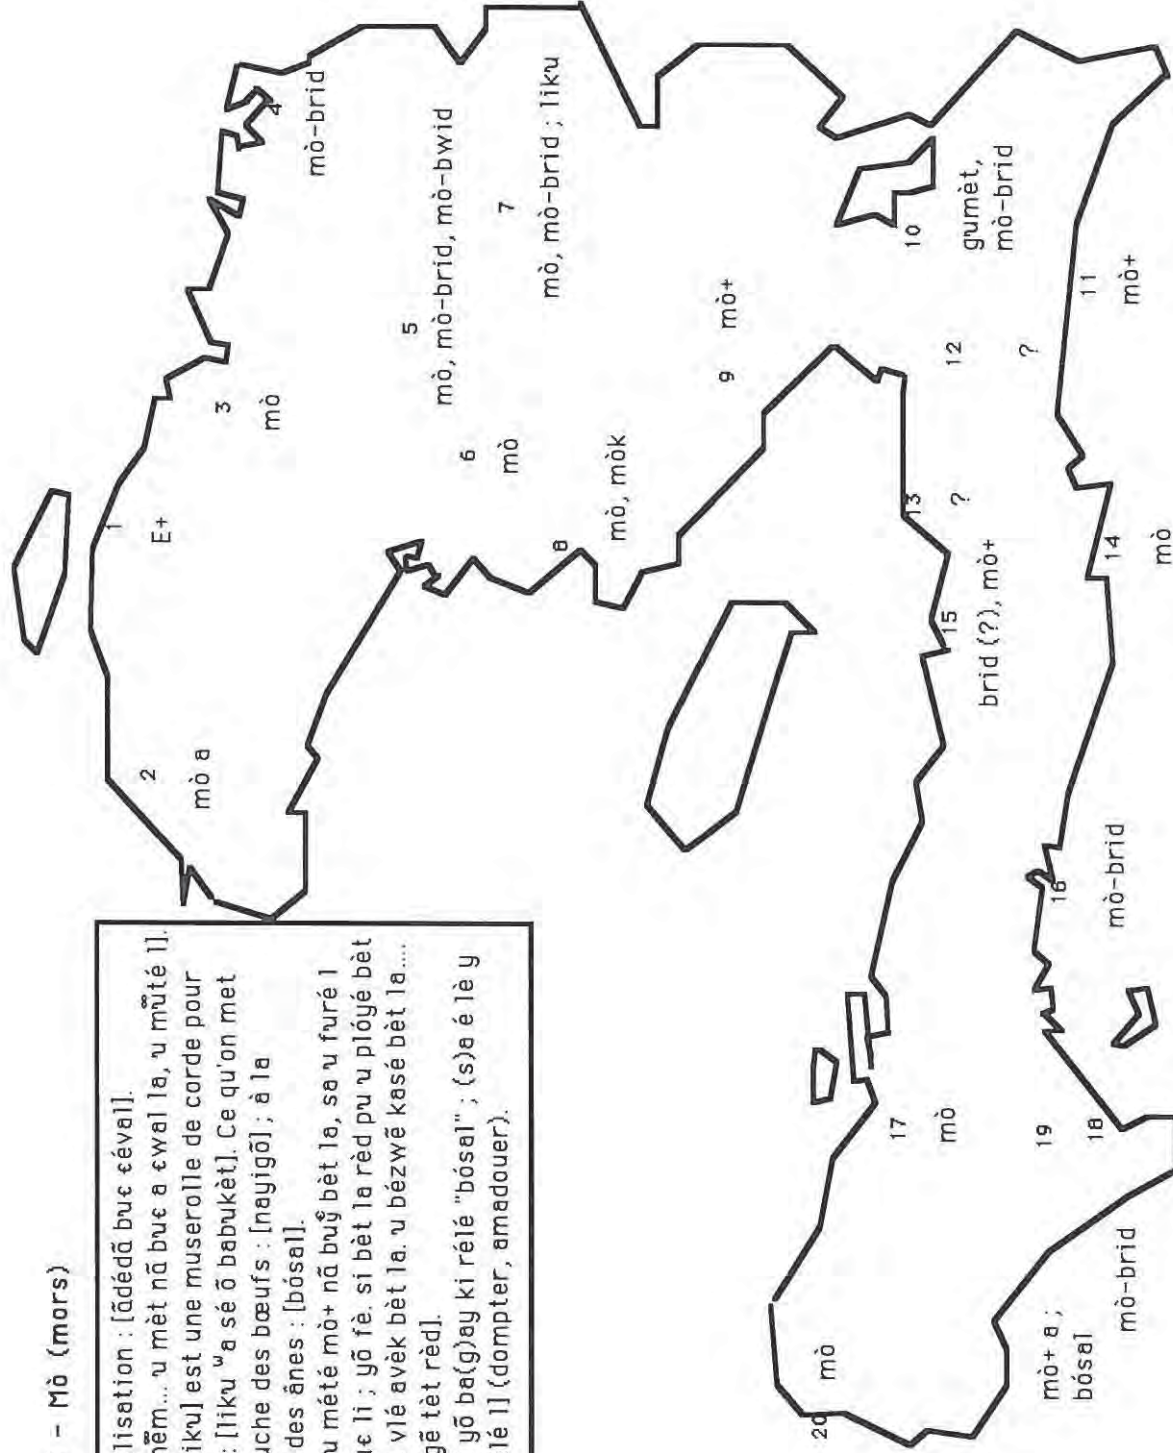 – Mò (mors)
lisation : [ãdédã buɛ ɛéval].
u mèt nã buɛ a ɛwal la, u mũté l].
est une muserolle de corde pour
: [liku ʷa sé õ babukèt]. Ce qu'on met
uche des bœufs : [nayigõ] ; à la
des ânes : [bósal].
u mété mò+ nã buỹ bèt la, sa u furé l
li ; yõ fè. si bèt la rèd pu u plóyé bèt
vlé avèk bèt la. u bézwẽ kasé bèt la....
gẽ tèt rèd].
yõ ba(g)ay ki rélé "bósal" ; (s)a é lè y
lé l] (dompter, amadouer).
1
E+
2
mò a
3
mò
4
mò-brid
5
mò, mò-brid, mò-bwid
6
mò
7
mò, mò-brid ; liku
8
mò, mòk
9
mò+
10
gumèt,
mò-brid
11
mò+
12
?
13
?
14
mò
15
brid (?), mò+
16
mò-brid
17
mò
18
mò-brid
19
mò+ a ;
bósal
20
mò